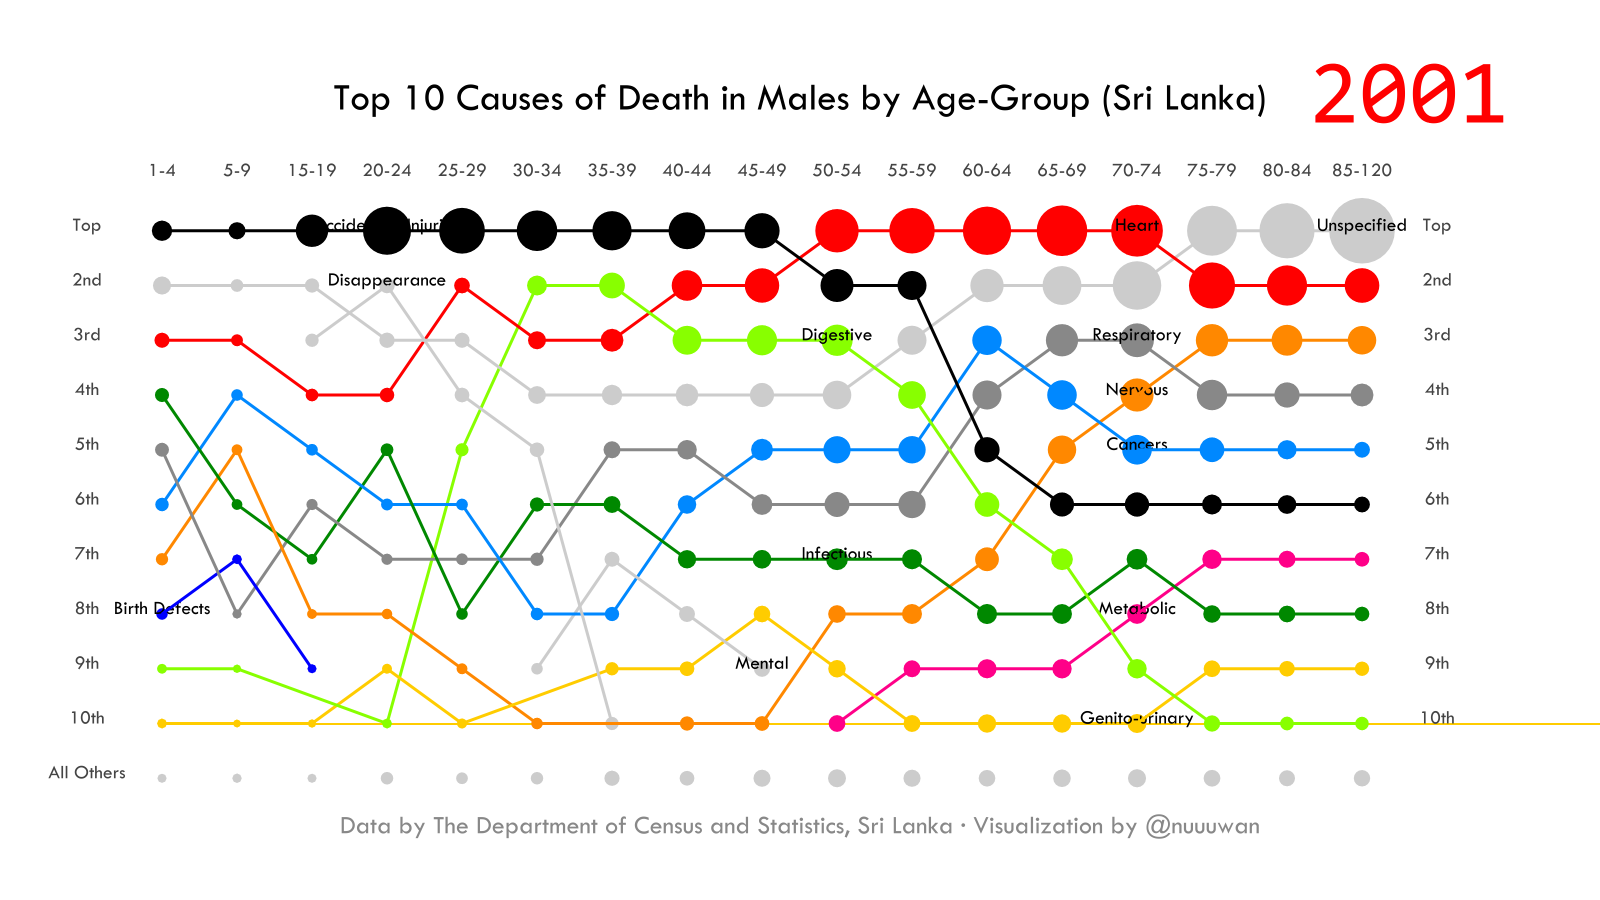 Top 10 Causes of Death in Males by Age-Group (Sri Lanka) 2001
1-4 5-9 15-19 20-24 25-29 30-34 35-39 40-44 45-49 50-54 55-59 60-64 65-69 70-74 75-79 80-84 85-120
Top Heart Unspecified Top
2nd Disappearance 2nd
3rd Digestive Respiratory 3rd
4th Nervous 4th
5th Cancers 5th
6th 6th
7th Infectious 7th
8th Birth Defects Metabolic 8th
9th Mental 9th
10th Genito-urinary 10th
All Others
Data by The Department of Census and Statistics, Sri Lanka · Visualization by @nuuuwan